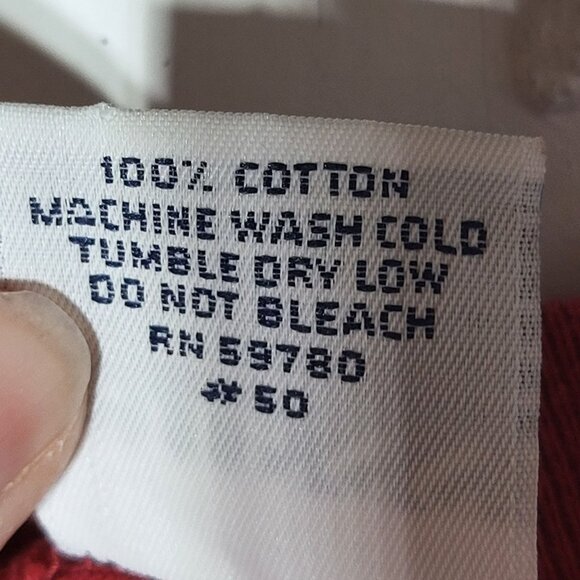 100% COTTON
MACHINE WASH COLD
TUMBLE DRY LOW
DO NOT BLEACH
RN 59780
# 50